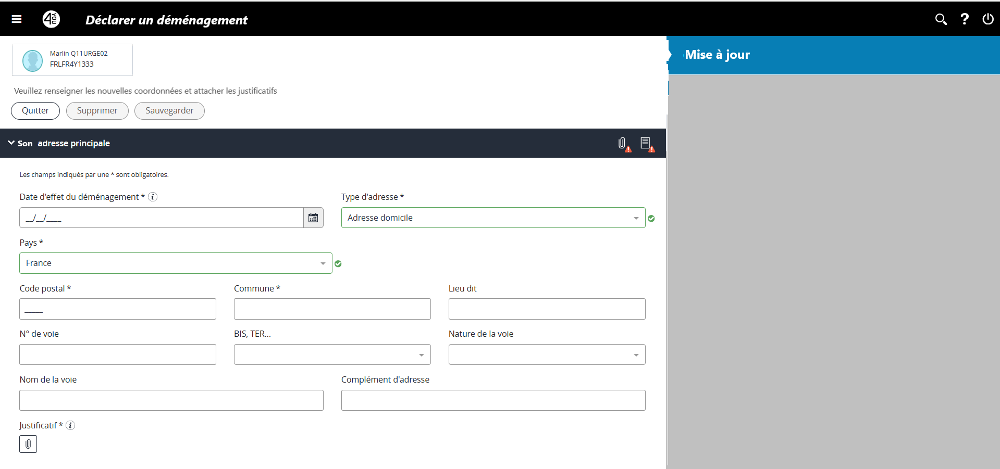 4YOU
Déclarer un déménagement
?
Marlin Q11URGE02
FRLFR4Y1333
Mise à jour
Veuillez renseigner les nouvelles coordonnées et attacher les justificatifs
Quitter Supprimer Sauvegarder
Son adresse principale
Les champs indiqués par une * sont obligatoires.
Date d'effet du déménagement * i Type d'adresse *
__/__/____ Adresse domicile
Pays *
France
Code postal * Commune * Lieu dit
_____
N° de voie BIS, TER... Nature de la voie
Nom de la voie Complément d'adresse
Justificatif * i